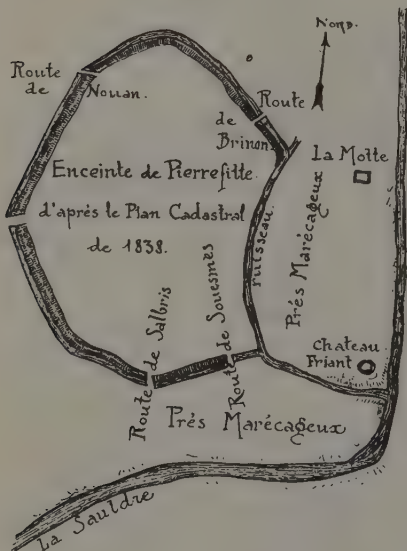 NORD.
Route
de
Nouan.
Route
de
Brinon
Enceinte de Pierrefitte.
d'après le Plan Cadastral
de 1838.
La Motte
ruisseau.
Prés Marécageux
Route de Salbris
Route de Souesmes
Chateau
Friant
Prés Marécageux
La Sauldre